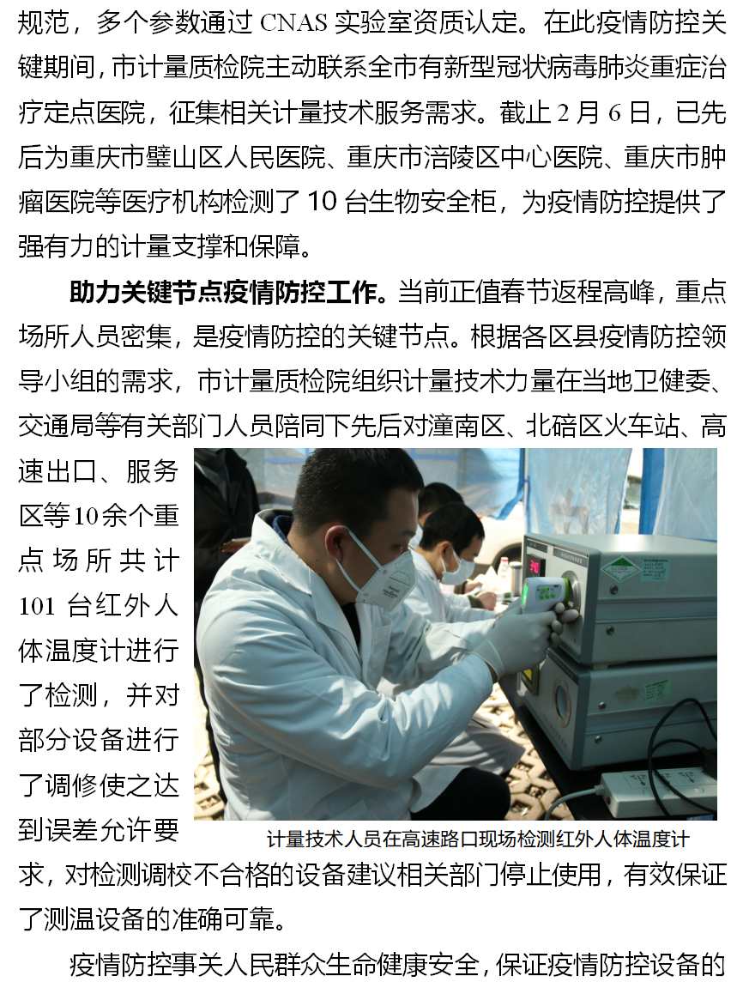 规范，多个参数通过 CNAS 实验室资质认定。在此疫情防控关
键期间，市计量质检院主动联系全市有新型冠状病毒肺炎重症治
疗定点医院，征集相关计量技术服务需求。截止 2 月 6 日，已先
后为重庆市璧山区人民医院、重庆市涪陵区中心医院、重庆市肿
瘤医院等医疗机构检测了 10 台生物安全柜，为疫情防控提供了
强有力的计量支撑和保障。
助力关键节点疫情防控工作。当前正值春节返程高峰，重点
场所人员密集，是疫情防控的关键节点。根据各区县疫情防控领
导小组的需求，市计量质检院组织计量技术力量在当地卫健委、
交通局等有关部门人员陪同下先后对潼南区、北碚区火车站、高
速出口、服务
区等 10 余个重
点场所共计
101 台红外人
体温度计进行
了检测，并对
部分设备进行
了调修使之达
到误差允许要
计量技术人员在高速路口现场检测红外人体温度计
求，对检测调校不合格的设备建议相关部门停止使用，有效保证
了测温设备的准确可靠。
疫情防控事关人民群众生命健康安全，保证疫情防控设备的